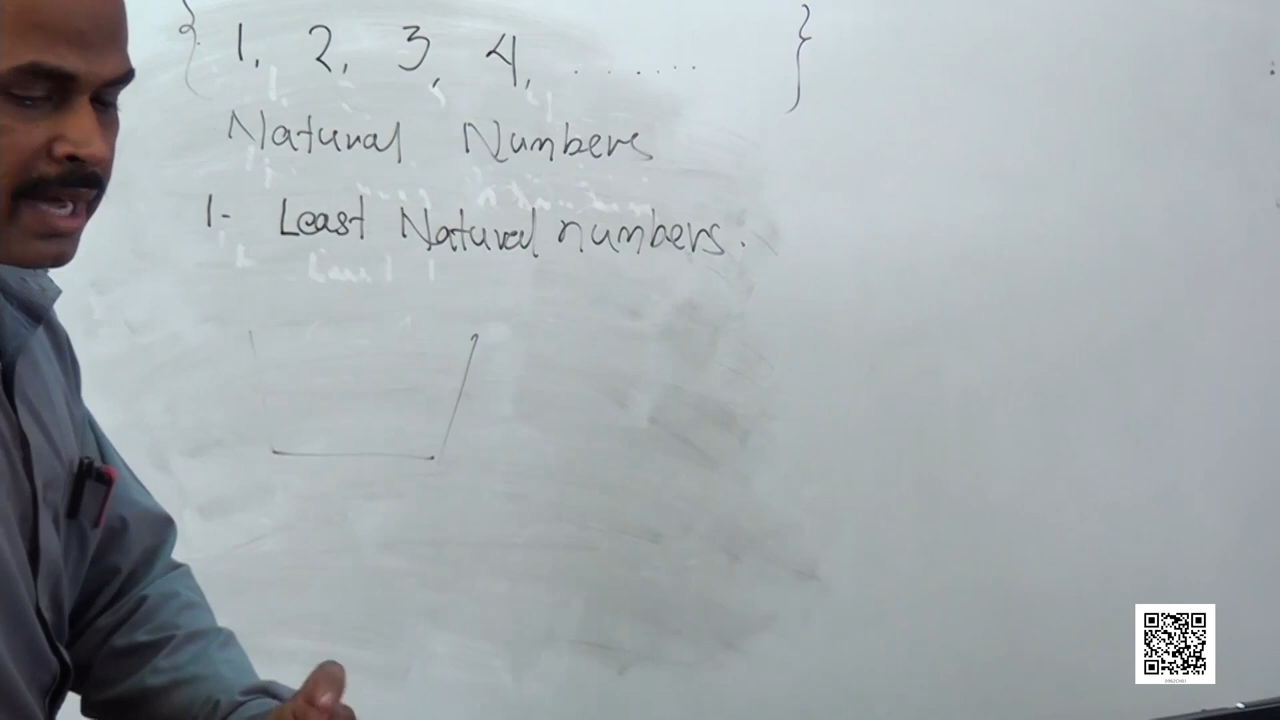 { 1, 2, 3, 4, ....... }
Natural Numbers
1- Least Natural numbers.